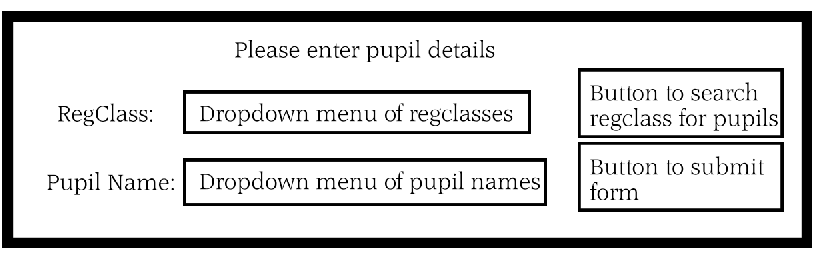 Please enter pupil details
RegClass:
Dropdown menu of regclasses
Button to search
regclass for pupils
Pupil Name:
Dropdown menu of pupil names
Button to submit
form